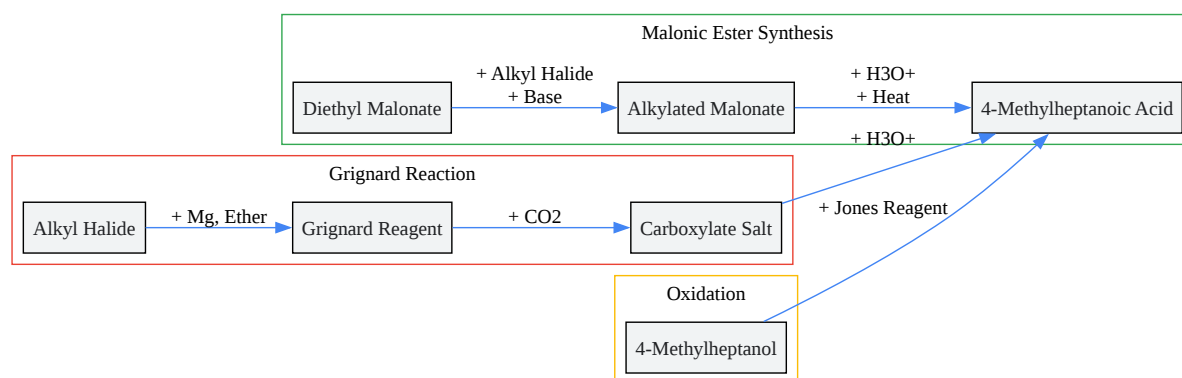 Malonic Ester Synthesis
Diethyl Malonate
+ Alkyl Halide
+ Base
Alkylated Malonate
+ H3O+
+ Heat
4-Methylheptanoic Acid
Grignard Reaction
Alkyl Halide
+ Mg, Ether
Grignard Reagent
+ CO2
Carboxylate Salt
+ H3O+
+ Jones Reagent
Oxidation
4-Methylheptanol